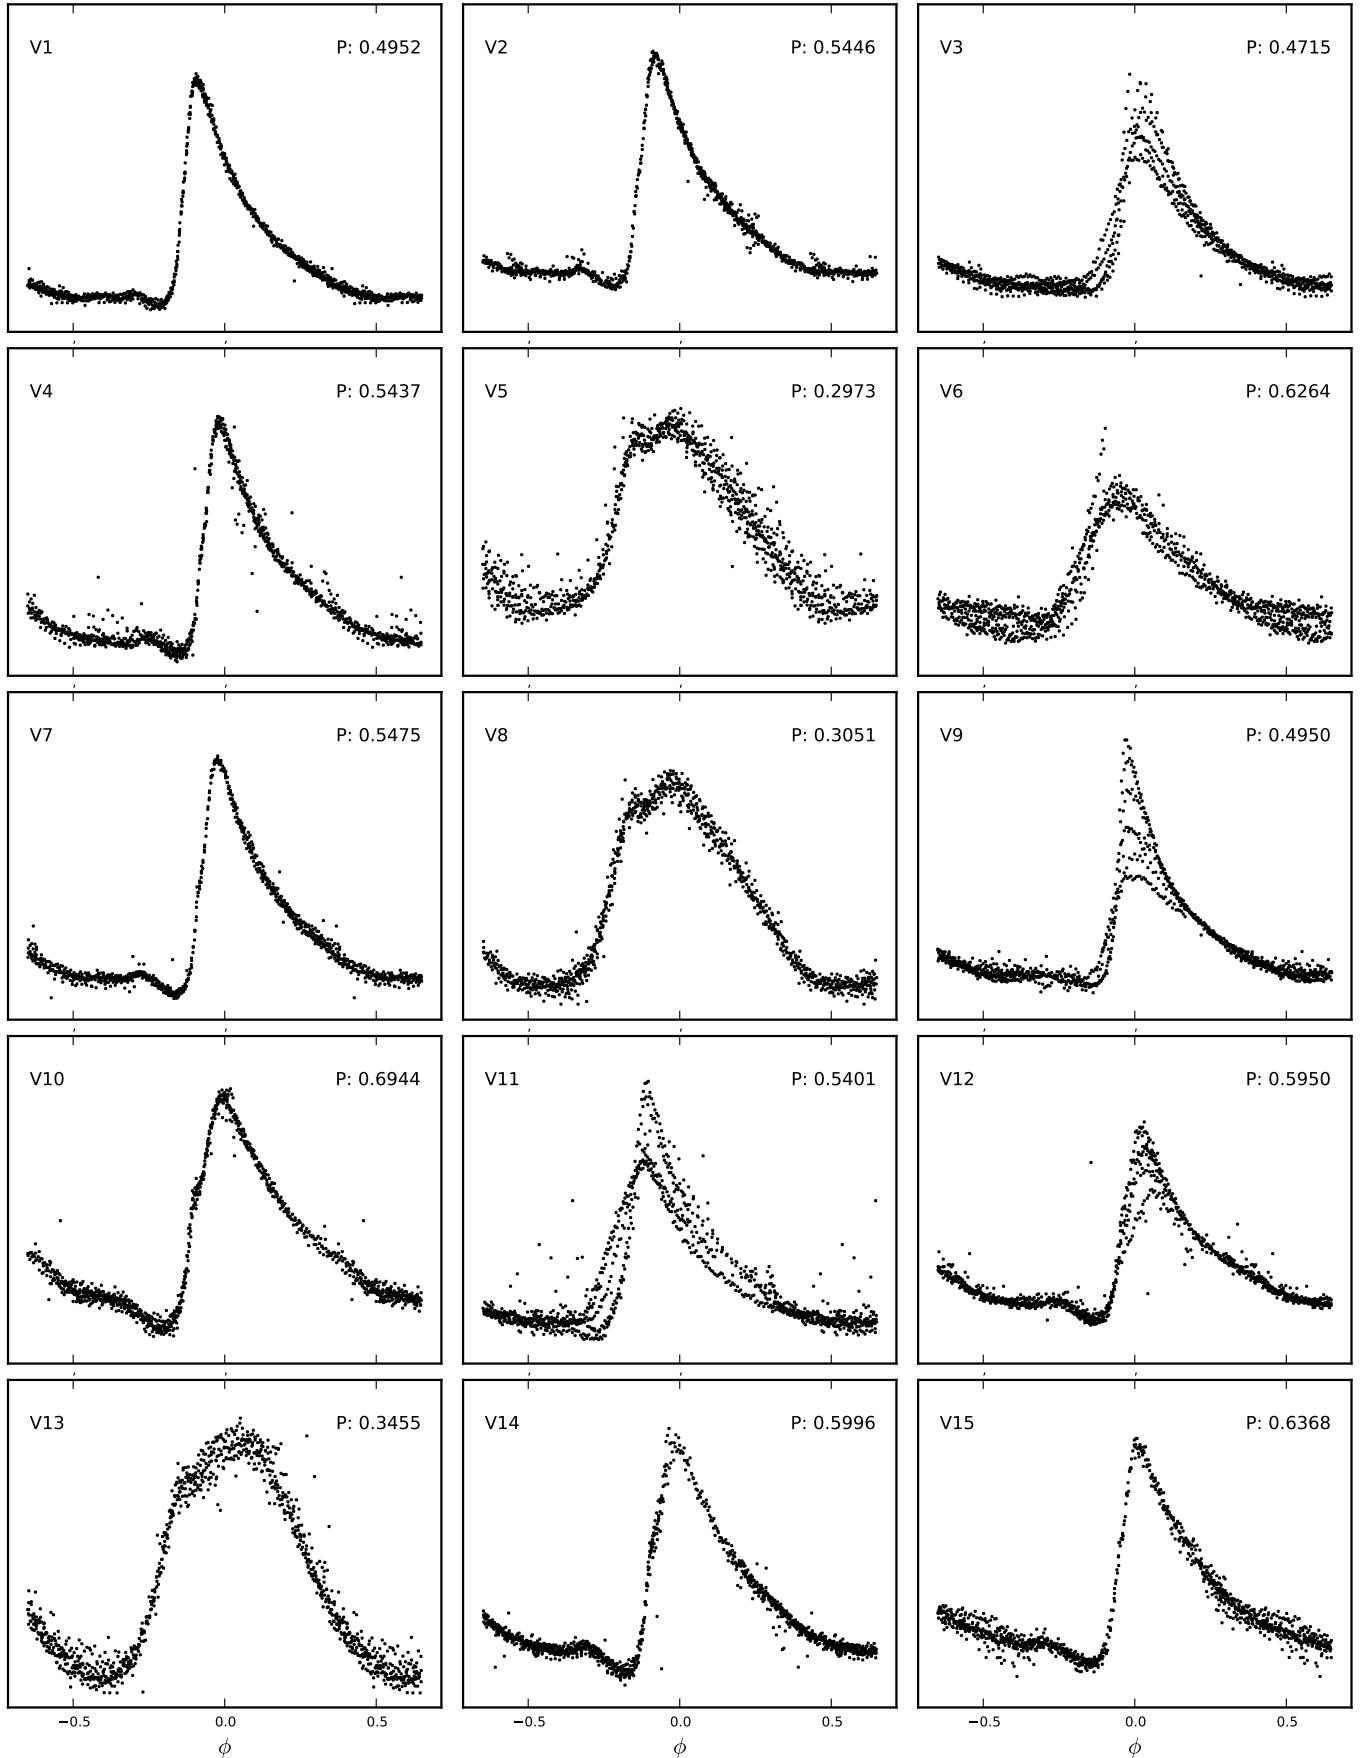 V1 P: 0.4952 V2 P: 0.5446 V3 P: 0.4715
V4 P: 0.5437 V5 P: 0.2973 V6 P: 0.6264
V7 P: 0.5475 V8 P: 0.3051 V9 P: 0.4950
V10 P: 0.6944 V11 P: 0.5401 V12 P: 0.5950
V13 P: 0.3455 V14 P: 0.5996 V15 P: 0.6368
−0.5 0.0 0.5 −0.5 0.0 0.5 −0.5 0.0 0.5
ϕ ϕ ϕ